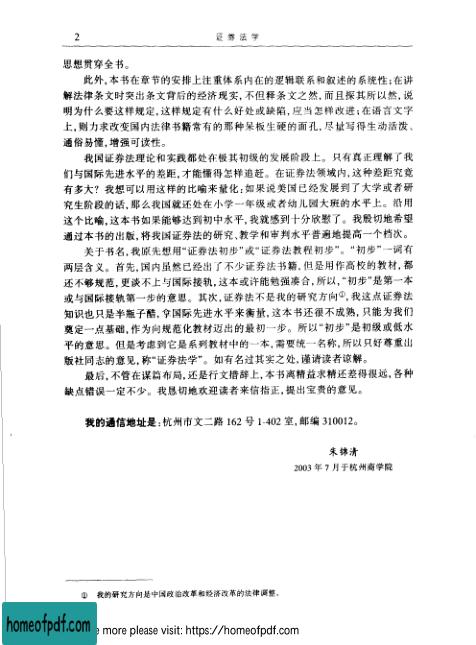 2
证券法学
思想贯穿全书。
此外,本书在章节的安排上注重体系内在的逻辑联系和叙述的系统性;在讲
解法律条文时突出条文背后的经济现实,不但释条文之然,而且探其所以然,说
明为什么要这样规定,这样规定有什么好处或缺陷,应当怎样改进;在语言文字
上,则力求改变国内法律书籍常有的那种呆板生硬的面孔,尽量写得生动活泼、
通俗易懂,增强可读性。
我国证券法理论和实践都处在极其初级的发展阶段上。只有真正理解了我
们与国际先进水平的差距,才能懂得怎样追赶。在证券法领域内,这种差距究竟
有多大?我想可以用这样的比喻来量化:如果说美国已经发展到了大学或者研
究生阶段的话,那么我国就还处在小学一年级或者幼儿园大班的水平上。沿用
这个比喻,这本书如果能够达到初中水平,我就感到十分欣慰了。我殷切地希望
通过本书的出版,将我国证券法的研究、教学和审判水平普遍地提高一个档次。
关于书名,我原先想用“证券法初步”或“证券法教程初步”。“初步”一词有
两层含义。首先,国内虽然已经出了不少证券法书籍,但是用作高校的教材,都
还不够规范,更谈不上与国际接轨,这本或许能勉强凑合,所以,“初步”是第一本
或与国际接轨第一步的意思。其次,证券法不是我的研究方向①,我这点证券法
知识也只是半瓶子醋,拿国际先进水平来衡量,这本书还很不成熟,只能为我们
奠定一点基础,作为向规范化教材迈出的最初一步。所以“初步”是初级或低水
平的意思。但是考虑到它是系列教材中的一本,需要统一名称,所以只好尊重出
版社同志的意见,称“证券法学”。如有名过其实之处,谨请读者谅解。
最后,不管在谋篇布局,还是行文措辞上,本书离精益求精还差得很远,各种
缺点错误一定不少。我恳切地欢迎读者来信指正,提出宝贵的意见。
我的通信地址是:杭州市文二路162号1-402室,邮编310012。
朱锦清
2003年7月于杭州商学院
① 我的研究方向是中国政治改革和经济改革的法律调整。
homeofpdf.com
e more please visit: https://homeofpdf.com